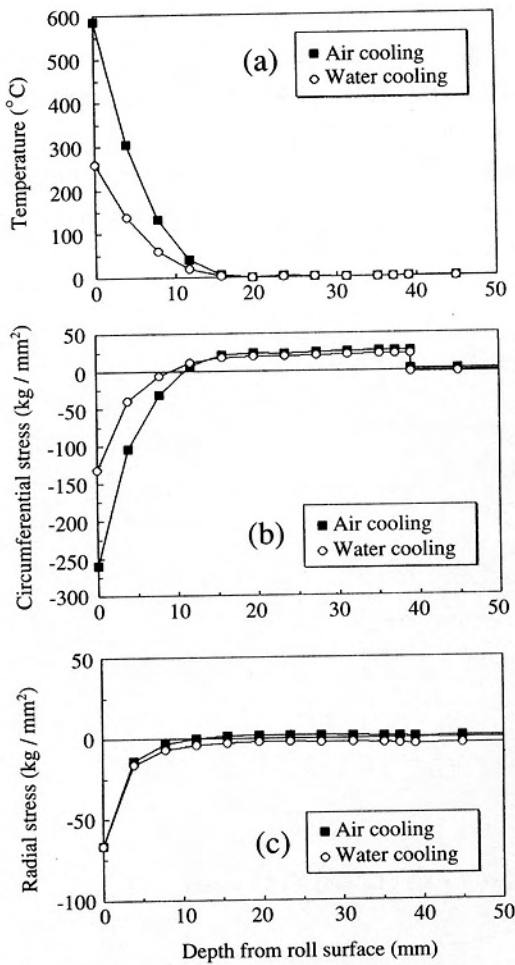 600
500
400
300
200
100
0
Temperature (°C)
(a)
Air cooling
Water cooling
0 10 20 30 40 50
50
25
0
-50
-100
-150
-200
-250
-300
Circumferential stress (kg / mm²)
(b)
Air cooling
Water cooling
0 10 20 30 40 50
50
0
-50
-100
Radial stress (kg / mm²)
(c)
Air cooling
Water cooling
0 10 20 30 40 50
Depth from roll surface (mm)